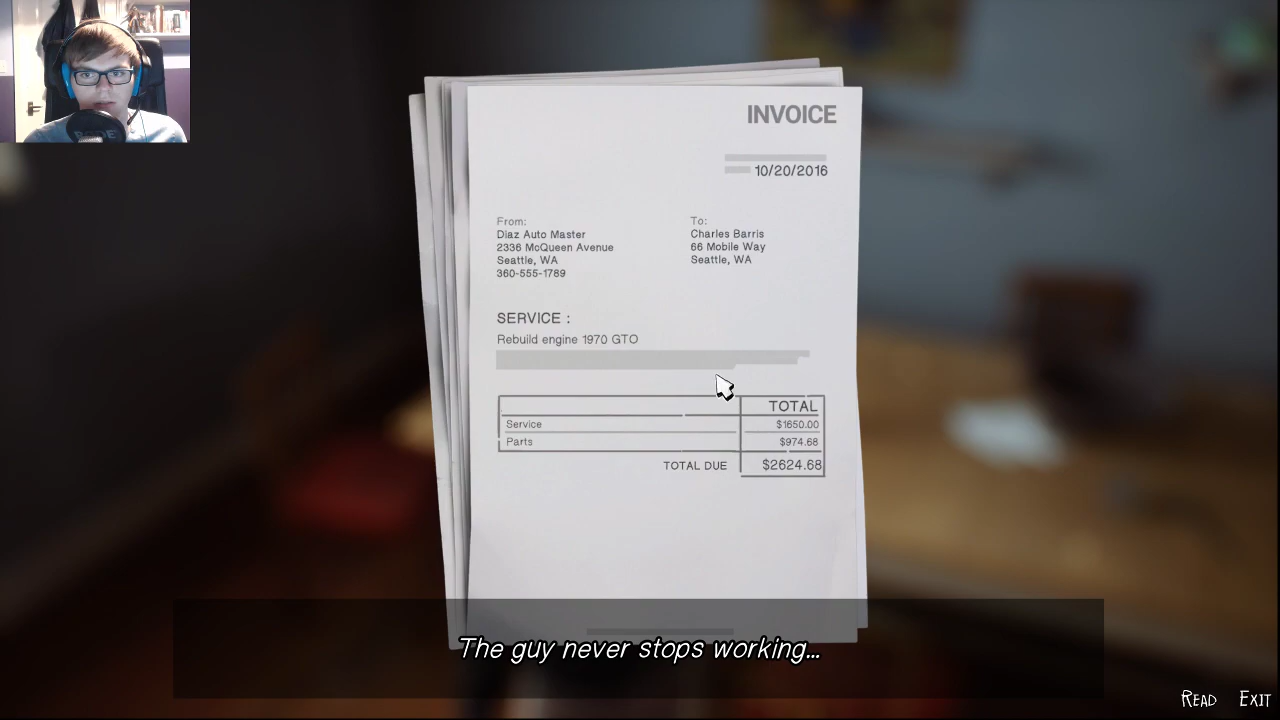 INVOICE
10/20/2016
From:
Diaz Auto Master
2336 McQueen Avenue
Seattle, WA
360-555-1789
To:
Charles Barris
66 Mobile Way
Seattle, WA
SERVICE :
Rebuild engine 1970 GTO
TOTAL
Service $1650.00
Parts $974.68
TOTAL DUE $2624.68
The guy never stops working...
READ EXIT
RODE